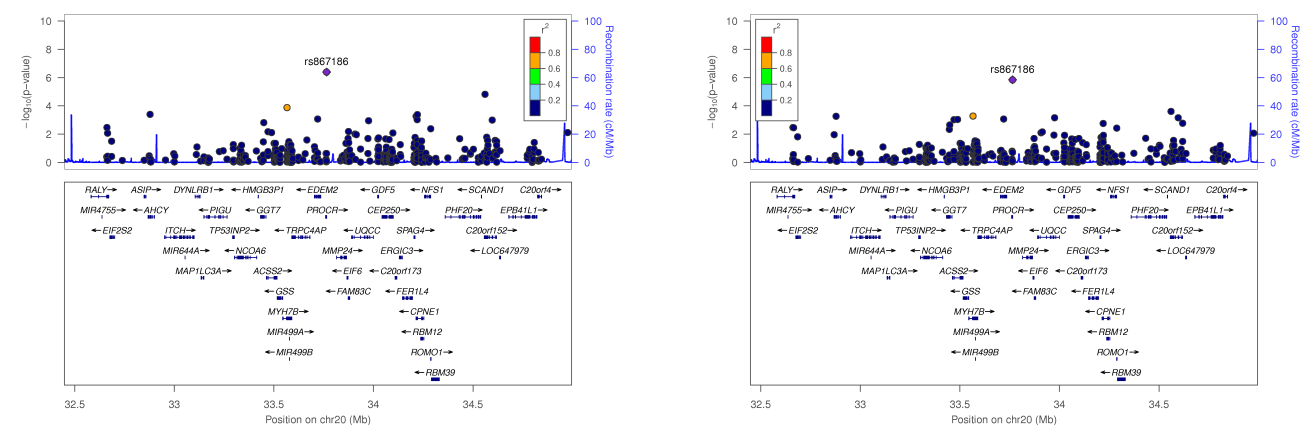 10
8
6
4
2
0
− log10(p−value)
r2
0.8
0.6
0.4
0.2
rs867186
100
80
60
40
20
0
Recombination rate (cM/Mb)
RALY→ ASIP→ DYNLRB1→ ←HMGB3P1 ←EDEM2 ←GDF5 ←NFS1 ←SCAND1 C20orf4→
MIR4755→ ←AHCY ←PIGU ←GGT7 PROCR→ CEP250→ PHF20→ EPB41L1→
←EIF2S2 ITCH→ TP53INP2→ ←TRPC4AP ←UQCC SPAG4→ C20orf152→
MIR644A→ ←NCOA6 MMP24→ ERGIC3→ ←LOC647979
MAP1LC3A→ ACSS2→ ←EIF6 ←C20orf173
←GSS ←FAM83C ←FER1L4
MYH7B→ ←CPNE1
MIR499A→ ←RBM12
←MIR499B ROMO1→
←RBM39
32.5 33 33.5 34 34.5
Position on chr20 (Mb)
10
8
6
4
2
0
− log10(p−value)
r2
0.8
0.6
0.4
0.2
rs867186
100
80
60
40
20
0
Recombination rate (cM/Mb)
RALY→ ASIP→ DYNLRB1→ ←HMGB3P1 ←EDEM2 ←GDF5 ←NFS1 ←SCAND1 C20orf4→
MIR4755→ ←AHCY ←PIGU ←GGT7 PROCR→ CEP250→ PHF20→ EPB41L1→
←EIF2S2 ITCH→ TP53INP2→ ←TRPC4AP ←UQCC SPAG4→ C20orf152→
MIR644A→ ←NCOA6 MMP24→ ERGIC3→ ←LOC647979
MAP1LC3A→ ACSS2→ ←EIF6 ←C20orf173
←GSS ←FAM83C ←FER1L4
MYH7B→ ←CPNE1
MIR499A→ ←RBM12
←MIR499B ROMO1→
←RBM39
32.5 33 33.5 34 34.5
Position on chr20 (Mb)